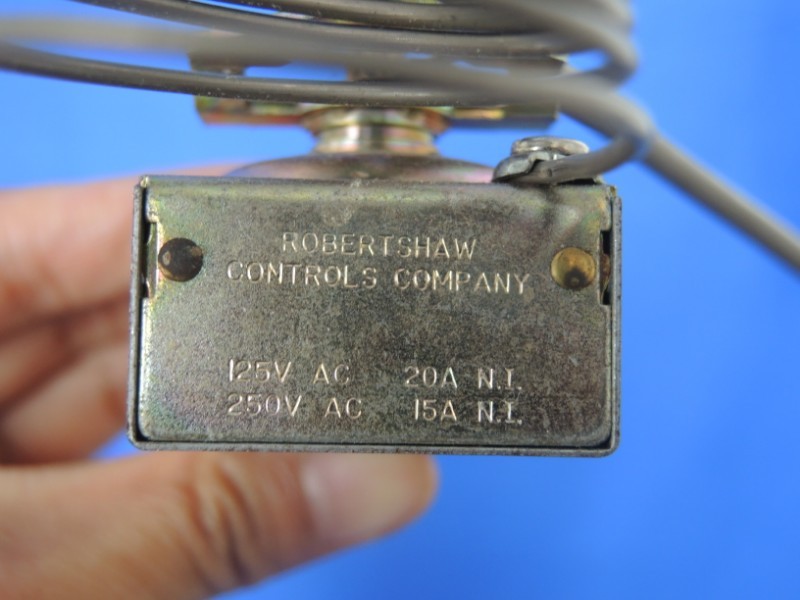 ROBERTSHAW
CONTROLS COMPANY
125V AC 20A N.I.
250V AC 15A N.I.